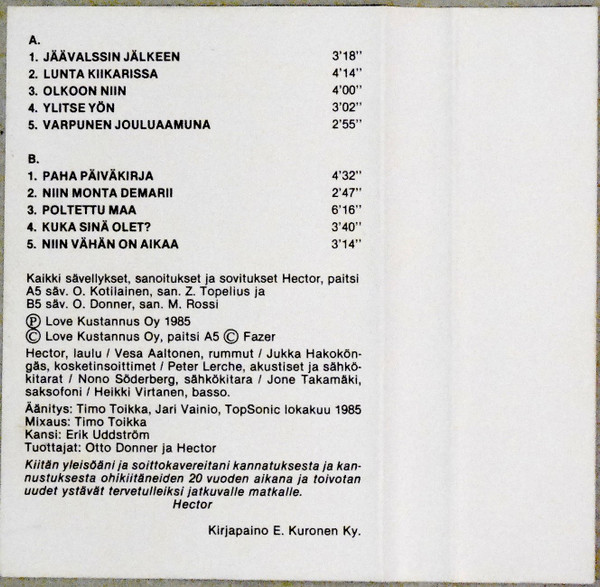 A.
1. JÄÄVALSSIN JÄLKEEN 3'18''
2. LUNTA KIIKARISSA 4'14''
3. OLKOON NIIN 4'00''
4. YLITSE YÖN 3'02''
5. VARPUNEN JOULUAAMUNA 2'55''
B.
1. PAHA PÄIVÄKIRJA 4'32''
2. NIIN MONTA DEMARII 2'47''
3. POLTETTU MAA 6'16''
4. KUKA SINÄ OLET? 3'40''
5. NIIN VÄHÄN ON AIKAA 3'14''
Kaikki sävellykset, sanoitukset ja sovitukset Hector, paitsi
A5 säv. O. Kotilainen, san. Z. Topelius ja
B5 säv. O. Donner, san. M. Rossi
Ⓟ Love Kustannus Oy 1985
Ⓒ Love Kustannus Oy, paitsi A5 Ⓒ Fazer
Hector, laulu / Vesa Aaltonen, rummut / Jukka Hakokön-
gäs, kosketinsoittimet / Peter Lerche, akustiset ja sähkö-
kitarat / Nono Söderberg, sähkökitara / Jone Takamäki,
saksofoni / Heikki Virtanen, basso.
Äänitys: Timo Toikka, Jari Vainio, TopSonic lokakuu 1985
Mixaus: Timo Toikka
Kansi: Erik Uddström
Tuottajat: Otto Donner ja Hector
Kiitän yleisöäni ja soittokavereitani kannatuksesta ja kan-
nustuksesta ohikiitäneiden 20 vuoden aikana ja toivotan
uudet ystävät tervetulleiksi jatkuvalle matkalle.
Hector
Kirjapaino E. Kuronen Ky.